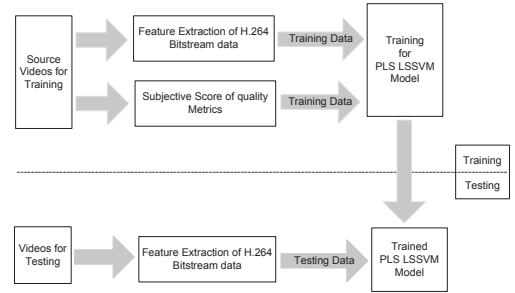 Source
Videos for
Training
Feature Extraction of H.264
Bitstream data
Training Data
Training
for
PLS LSSVM
Model
Subjective Score of quality
Metrics
Training Data
Training
Testing
Videos for
Testing
Feature Extraction of H.264
Bitstream data
Testing Data
Trained
PLS LSSVM
Model